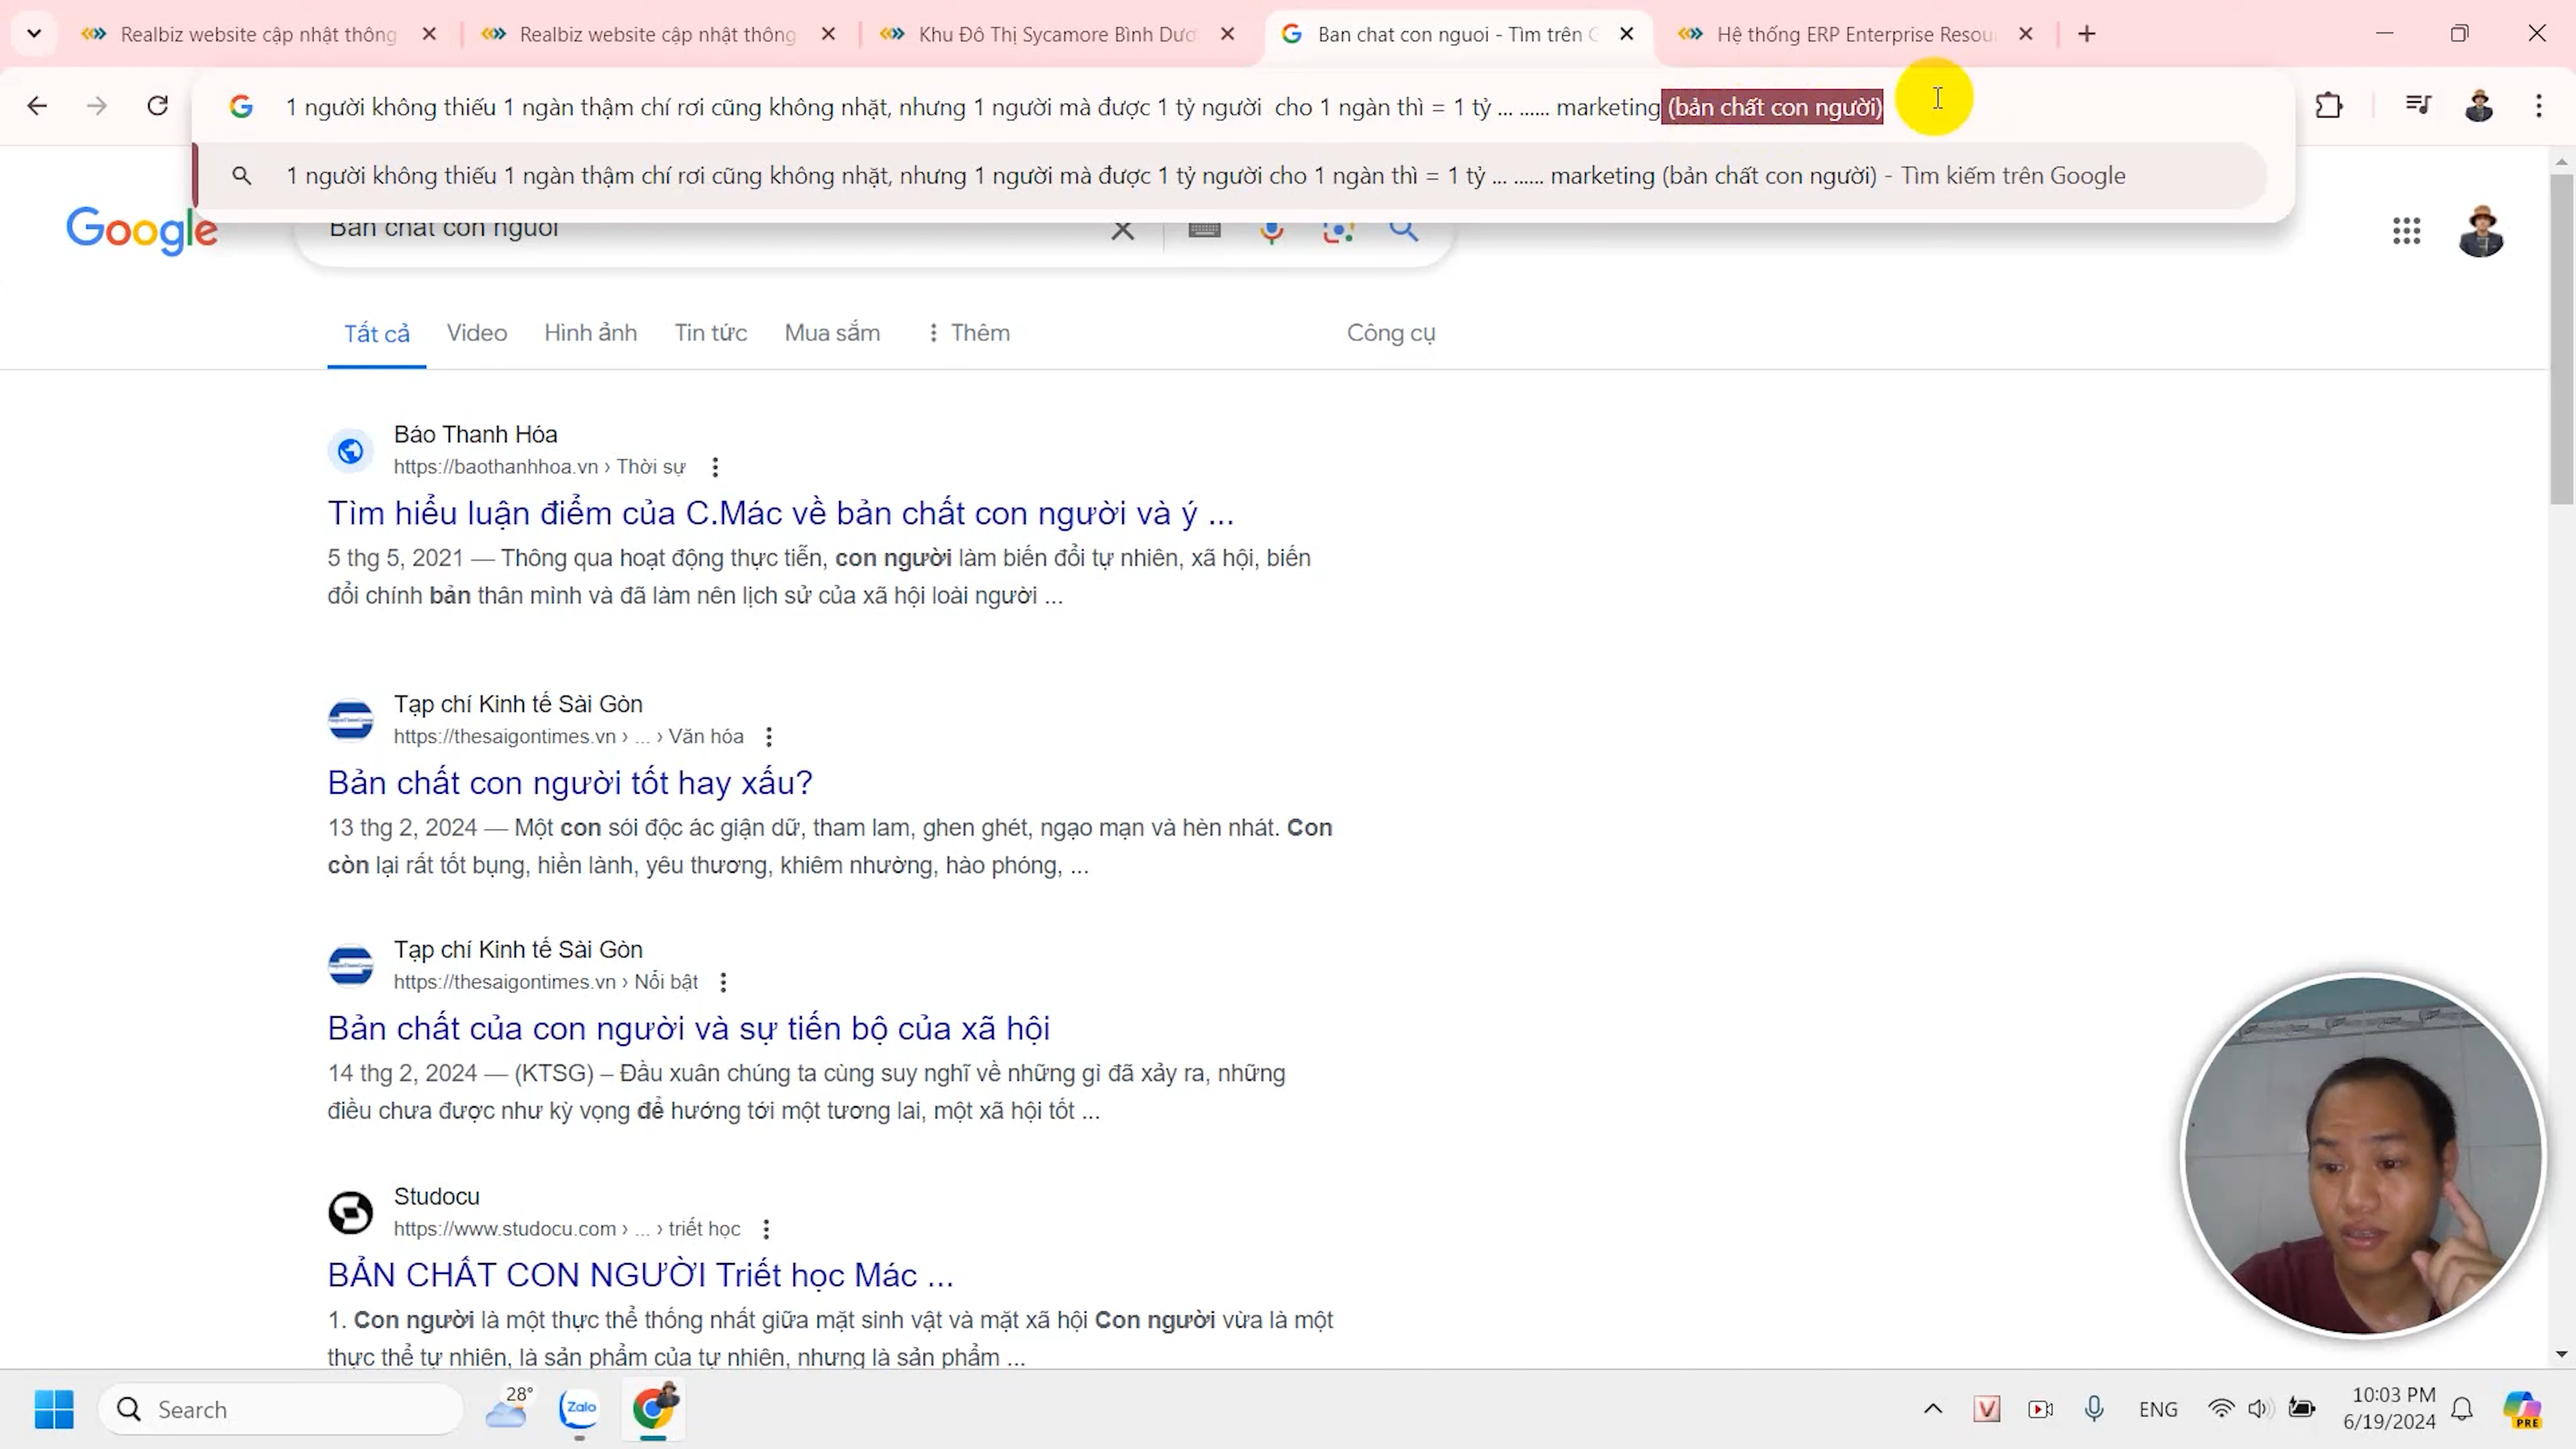 Realbiz website cập nhật thông
Realbiz website cập nhật thông
Khu Đô Thị Sycamore Bình Dươ
Ban chat con nguoi - Tìm trên G
Hệ thống ERP Enterprise Resou
1 người không thiếu 1 ngàn thậm chí rơi cũng không nhặt, nhưng 1 người mà được 1 tỷ người  cho 1 ngàn thì = 1 tỷ ... ...... marketing (bản chất con người)
1 người không thiếu 1 ngàn thậm chí rơi cũng không nhặt, nhưng 1 người mà được 1 tỷ người cho 1 ngàn thì = 1 tỷ ... ...... marketing (bản chất con người) - Tìm kiếm trên Google
Google
Ban chat con nguoi
Tất cả
Video
Hình ảnh
Tin tức
Mua sắm
Thêm
Công cụ
Báo Thanh Hóa
https://baothanhhoa.vn › Thời sự
Tìm hiểu luận điểm của C.Mác về bản chất con người và ý ...
5 thg 5, 2021 — Thông qua hoạt động thực tiễn, con người làm biến đổi tự nhiên, xã hội, biến
đổi chính bản thân mình và đã làm nên lịch sử của xã hội loài người ...
Tạp chí Kinh tế Sài Gòn
https://thesaigontimes.vn › ... › Văn hóa
Bản chất con người tốt hay xấu?
13 thg 2, 2024 — Một con sói độc ác giận dữ, tham lam, ghen ghét, ngạo mạn và hèn nhát. Con
còn lại rất tốt bụng, hiền lành, yêu thương, khiêm nhường, hào phóng, ...
Tạp chí Kinh tế Sài Gòn
https://thesaigontimes.vn › Nổi bật
Bản chất của con người và sự tiến bộ của xã hội
14 thg 2, 2024 — (KTSG) – Đầu xuân chúng ta cùng suy nghĩ về những gì đã xảy ra, những
điều chưa được như kỳ vọng để hướng tới một tương lai, một xã hội tốt ...
Studocu
https://www.studocu.com › ... › triết học
BẢN CHẤT CON NGƯỜI Triết học Mác ...
1. Con người là một thực thể thống nhất giữa mặt sinh vật và mặt xã hội Con người vừa là một
thực thể tự nhiên, là sản phẩm của tự nhiên, nhưng là sản phẩm ...
Search
28°
Zalo
V
ENG
10:03 PM
6/19/2024
PRE